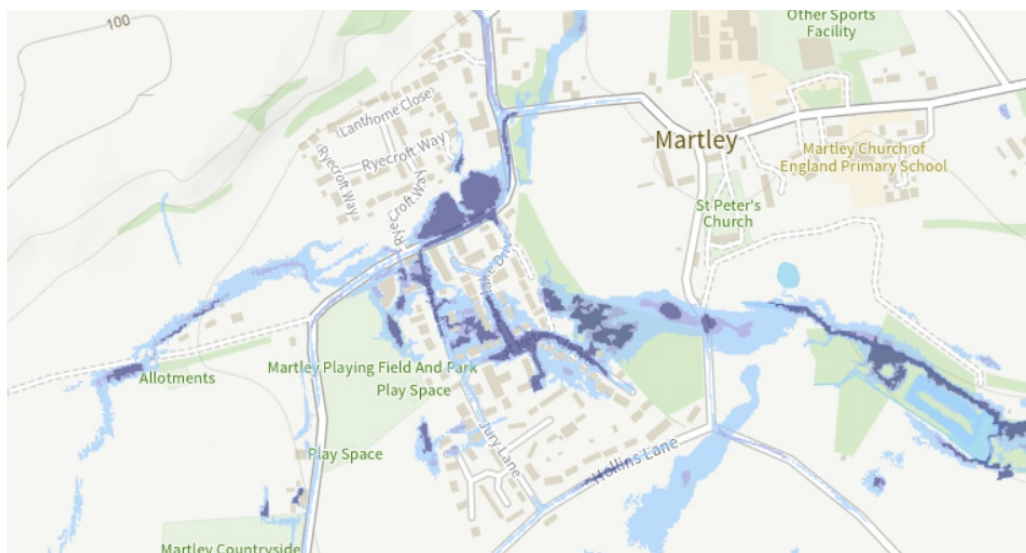 100
Other Sports
Facility
Lanthorne Close
Ryecroft Way
Ryecroft Way
Ryecroft Way
Martley
Martley Church of
England Primary School
St Peter's
Church
Drive
Allotments
Martley Playing Field And Park
Play Space
Jury Lane
Play Space
Hollins Lane
Martley Countryside